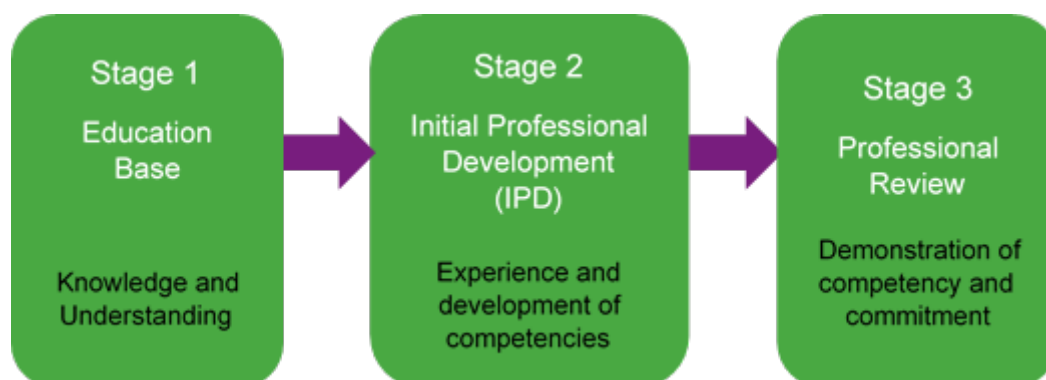 Stage 1
Education
Base
Knowledge and
Understanding
Stage 2
Initial Professional
Development
(IPD)
Experience and
development of
competencies
Stage 3
Professional
Review
Demonstration of
competency and
commitment